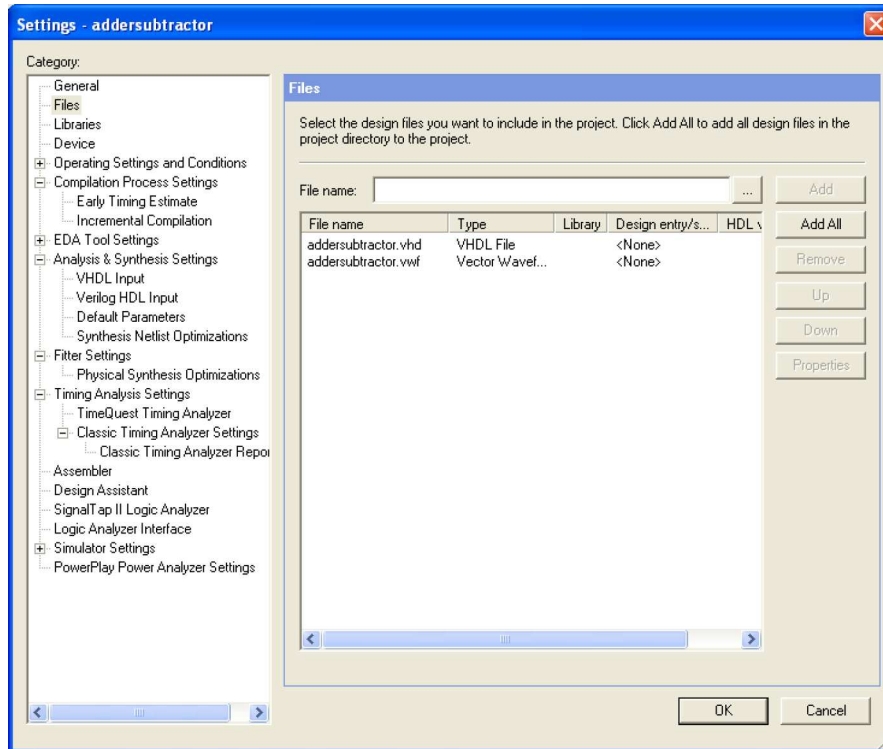 Settings - addersubtractor
Category:
General
Files
Libraries
Device
Operating Settings and Conditions
Compilation Process Settings
Early Timing Estimate
Incremental Compilation
EDA Tool Settings
Analysis & Synthesis Settings
VHDL Input
Verilog HDL Input
Default Parameters
Synthesis Netlist Optimizations
Fitter Settings
Physical Synthesis Optimizations
Timing Analysis Settings
TimeQuest Timing Analyzer
Classic Timing Analyzer Settings
Classic Timing Analyzer Repor
Assembler
Design Assistant
SignalTap II Logic Analyzer
Logic Analyzer Interface
Simulator Settings
PowerPlay Power Analyzer Settings
Files
Select the design files you want to include in the project. Click Add All to add all design files in the
project directory to the project.
File name: ... Add
File name Type Library Design entry/s... HDL v
addersubtractor.vhd VHDL File <None>
addersubtractor.vwf Vector Wavef... <None>
Add All
Remove
Up
Down
Properties
OK Cancel